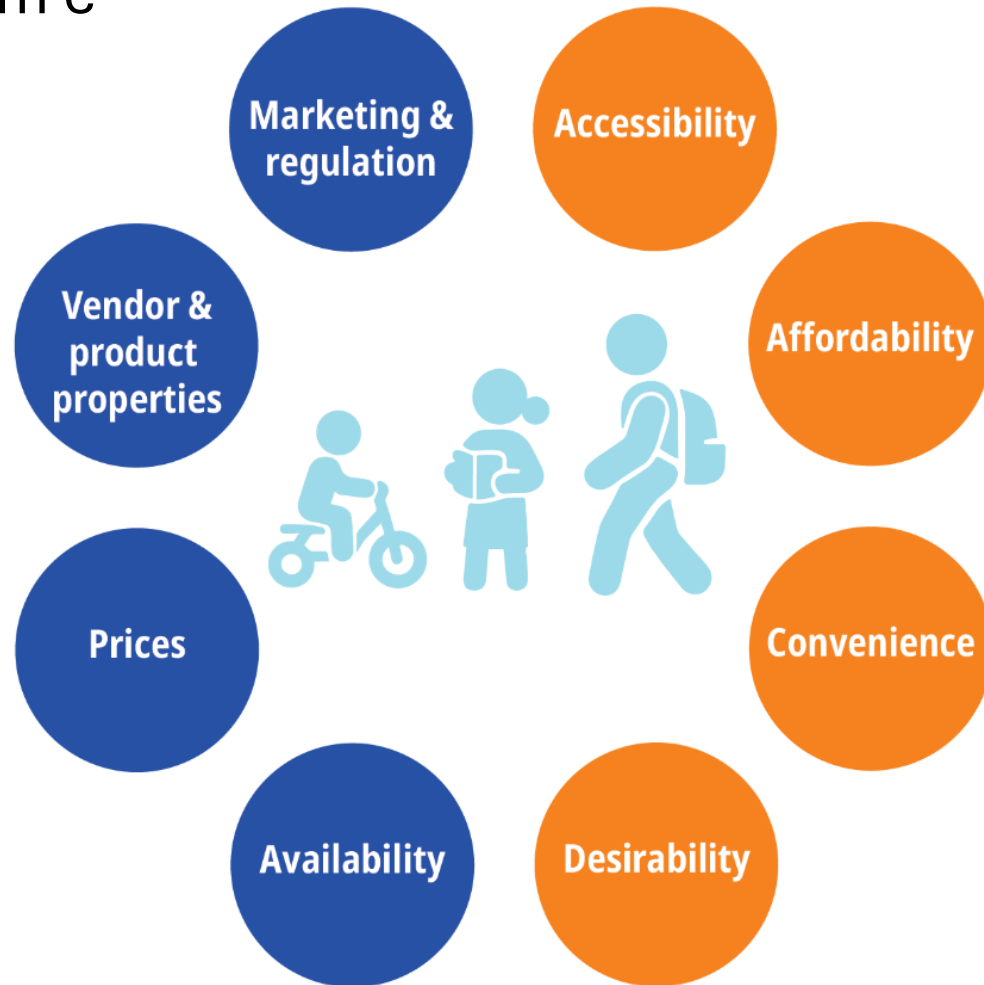 Marketing &
regulation
Accessibility
Vendor &
product
properties
Affordability
Prices
Convenience
Availability
Desirability